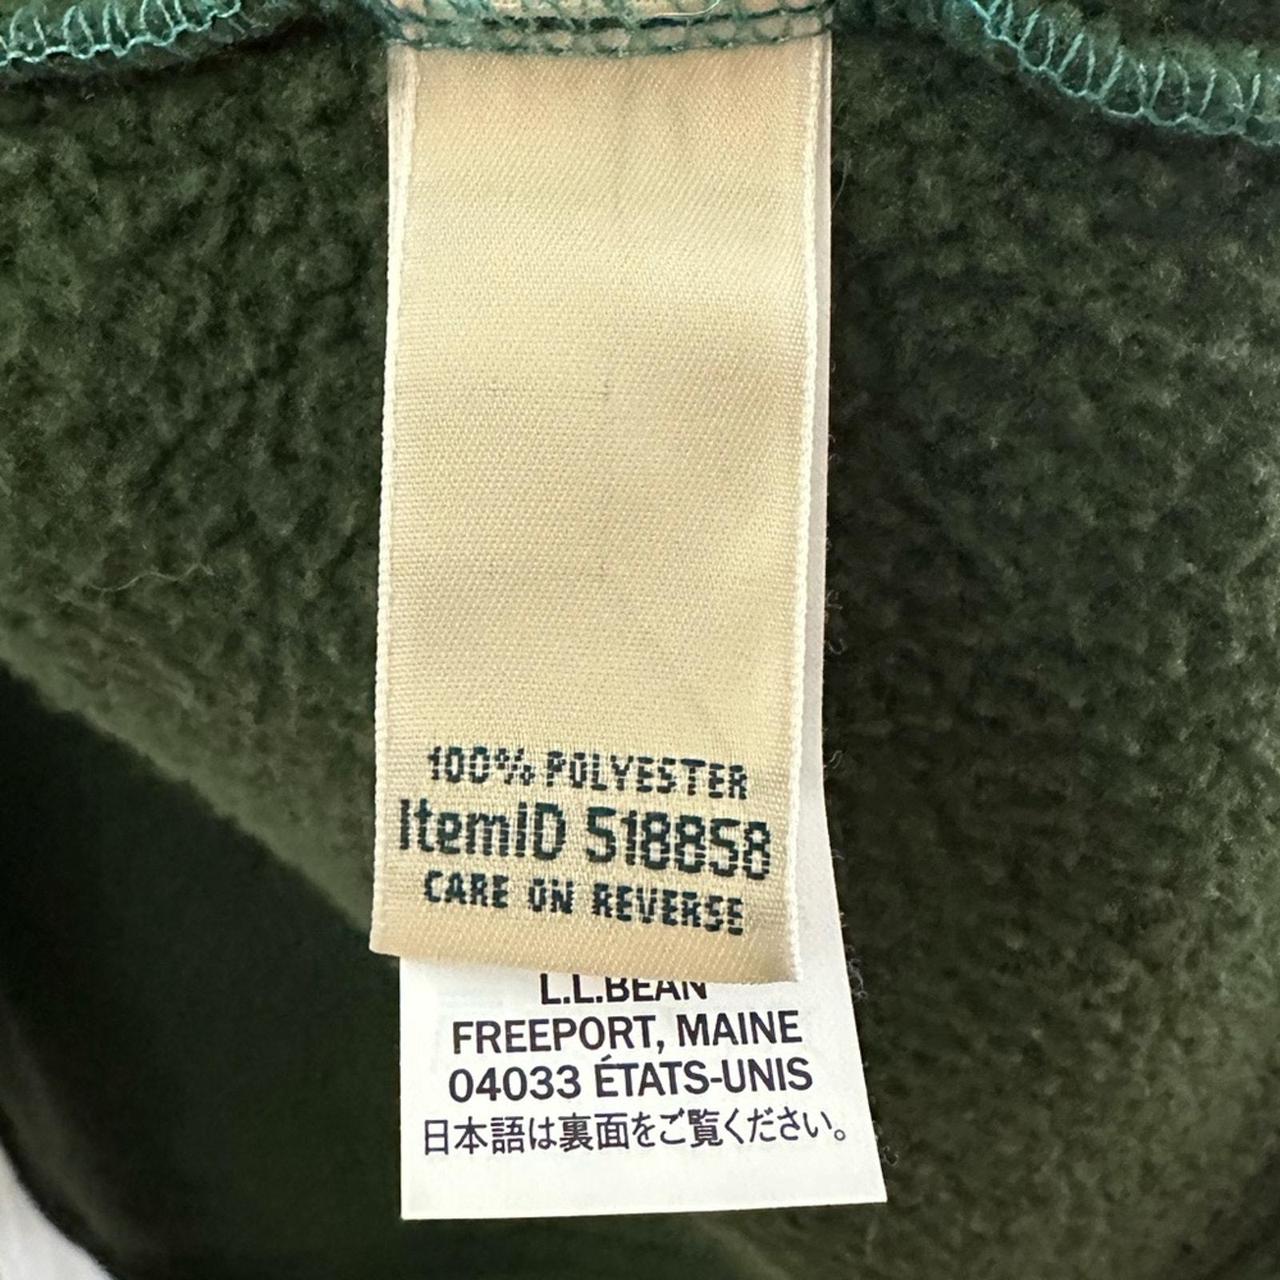 100% POLYESTER
ItemID 518858
CARE ON REVERSE
L.L.BEAN
FREEPORT, MAINE
04033 ÉTATS-UNIS
日本語は裏面をご覧ください。